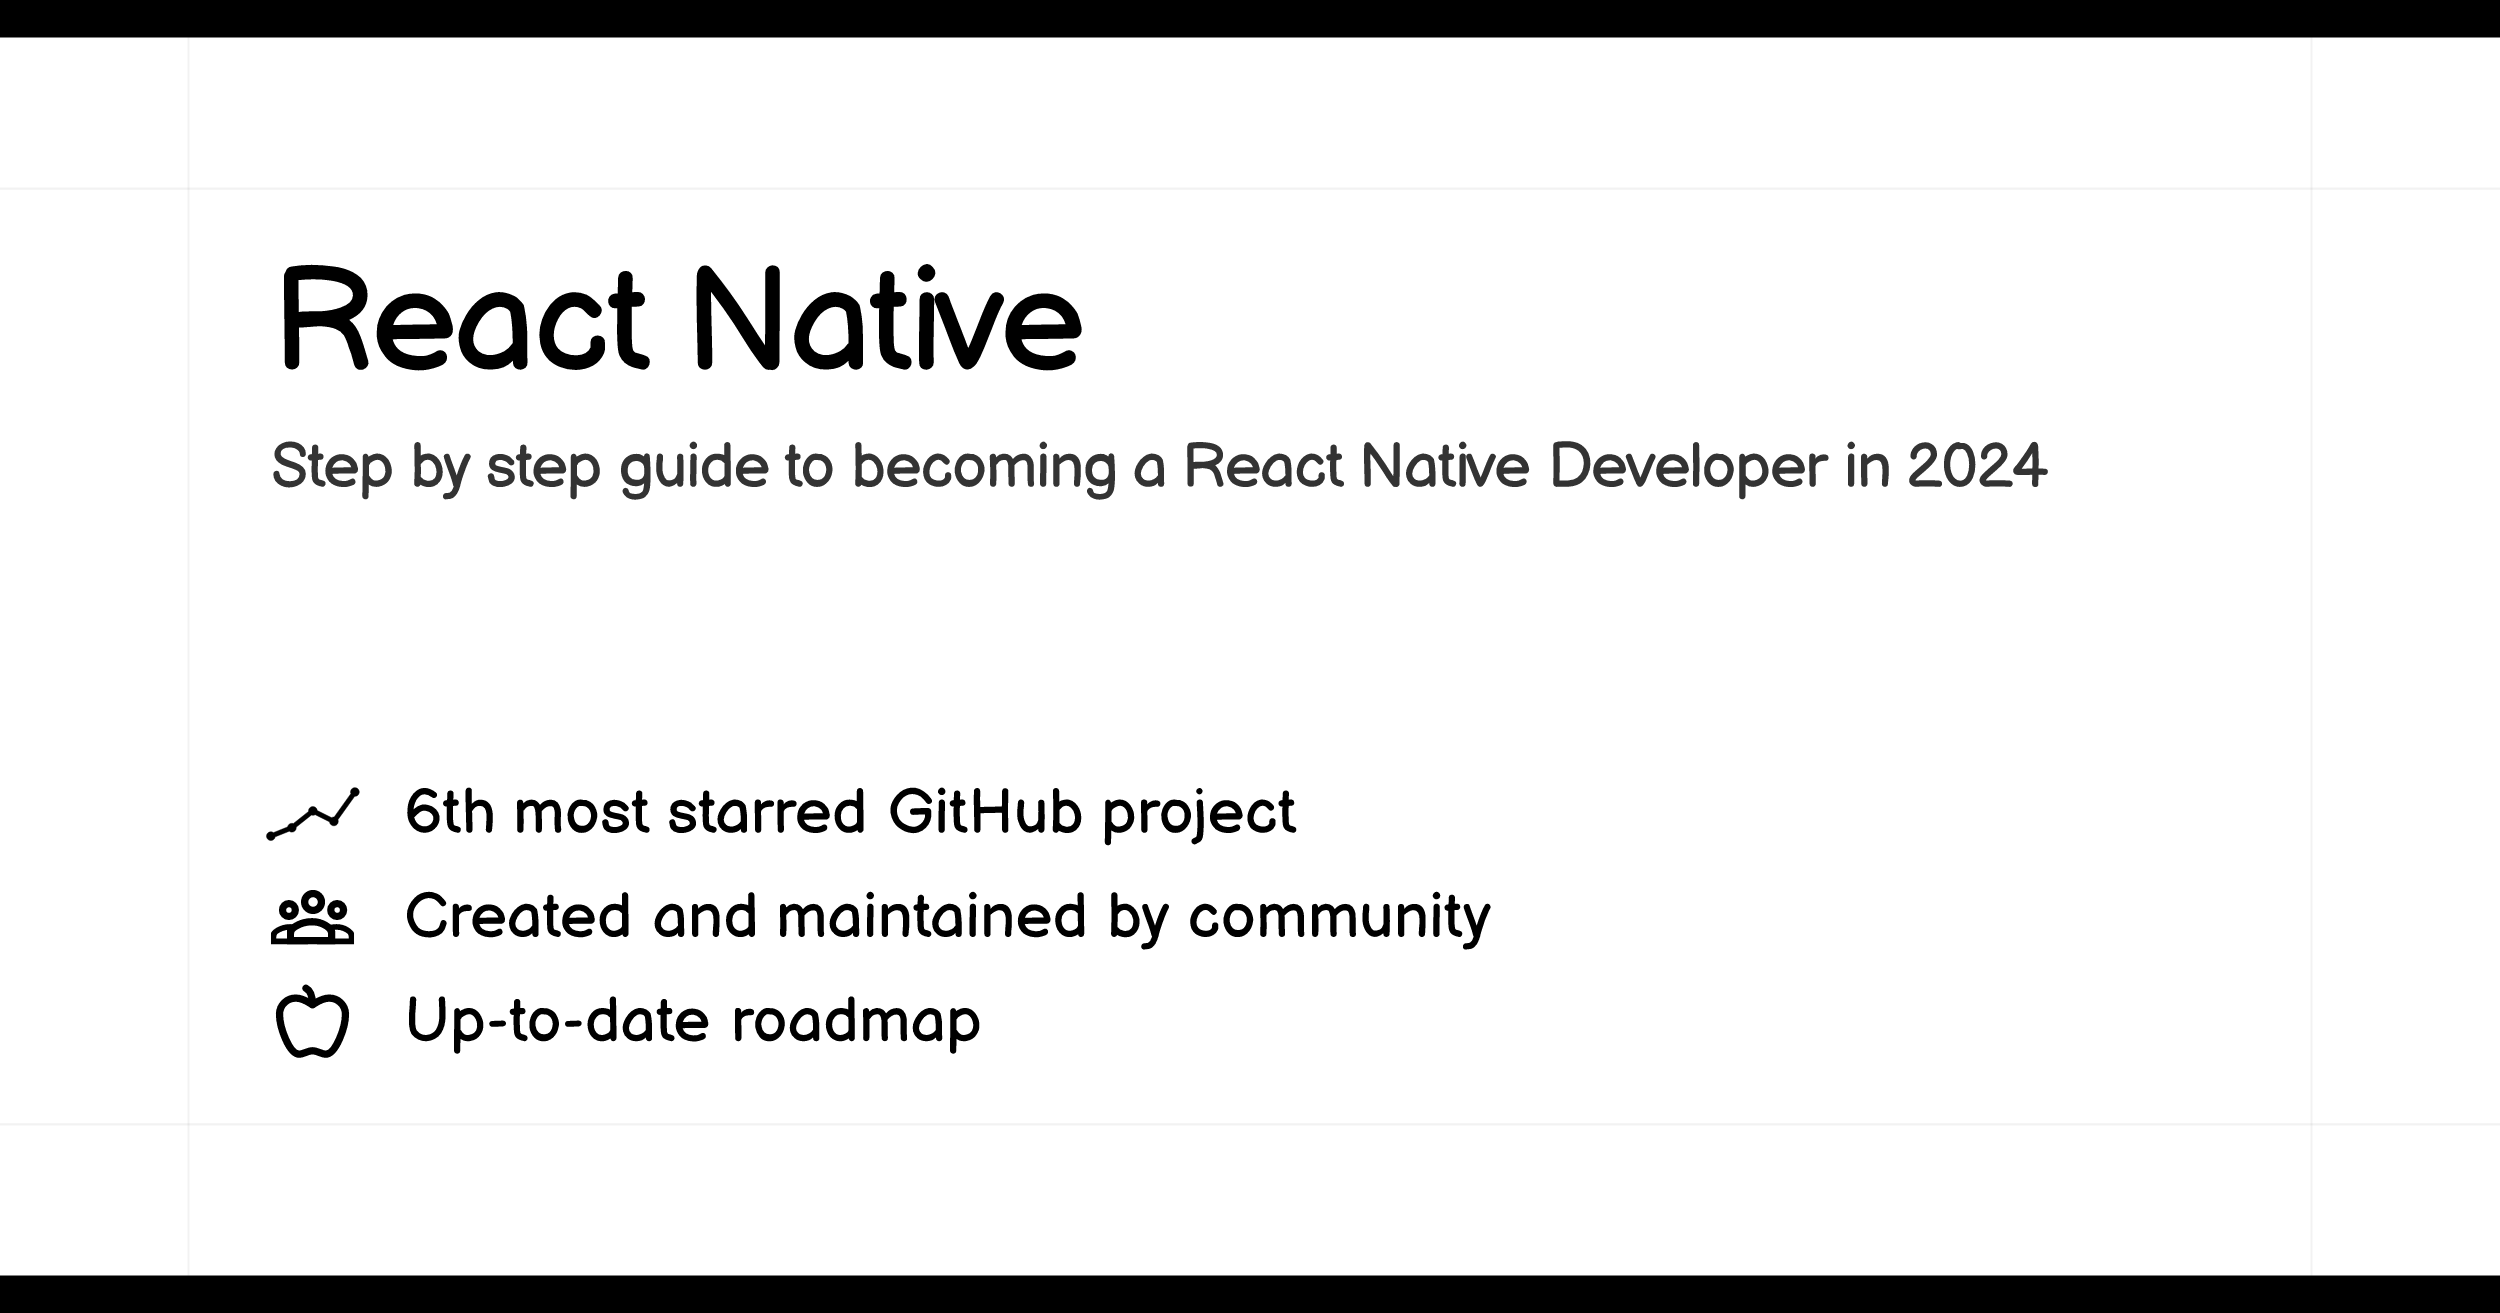 React Native
Step by step guide to becoming a React Native Developer in 2024
6th most starred GitHub project
Created and maintained by community
Up-to-date roadmap